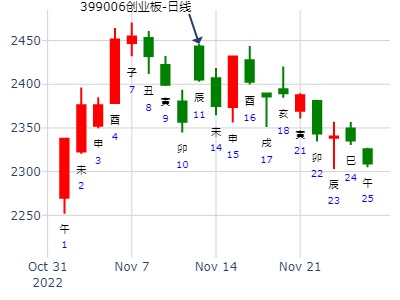 399006创业板-日线
2450
2400
2350
2300
2250
午
1
未
2
申
3
酉
4
子
7
丑
8
寅
9
卯
10
辰
11
未
14
申
15
酉
16
戌
17
亥
18
寅
21
卯
22
辰
23
巳
24
午
25
Oct 31
2022
Nov 7
Nov 14
Nov 21